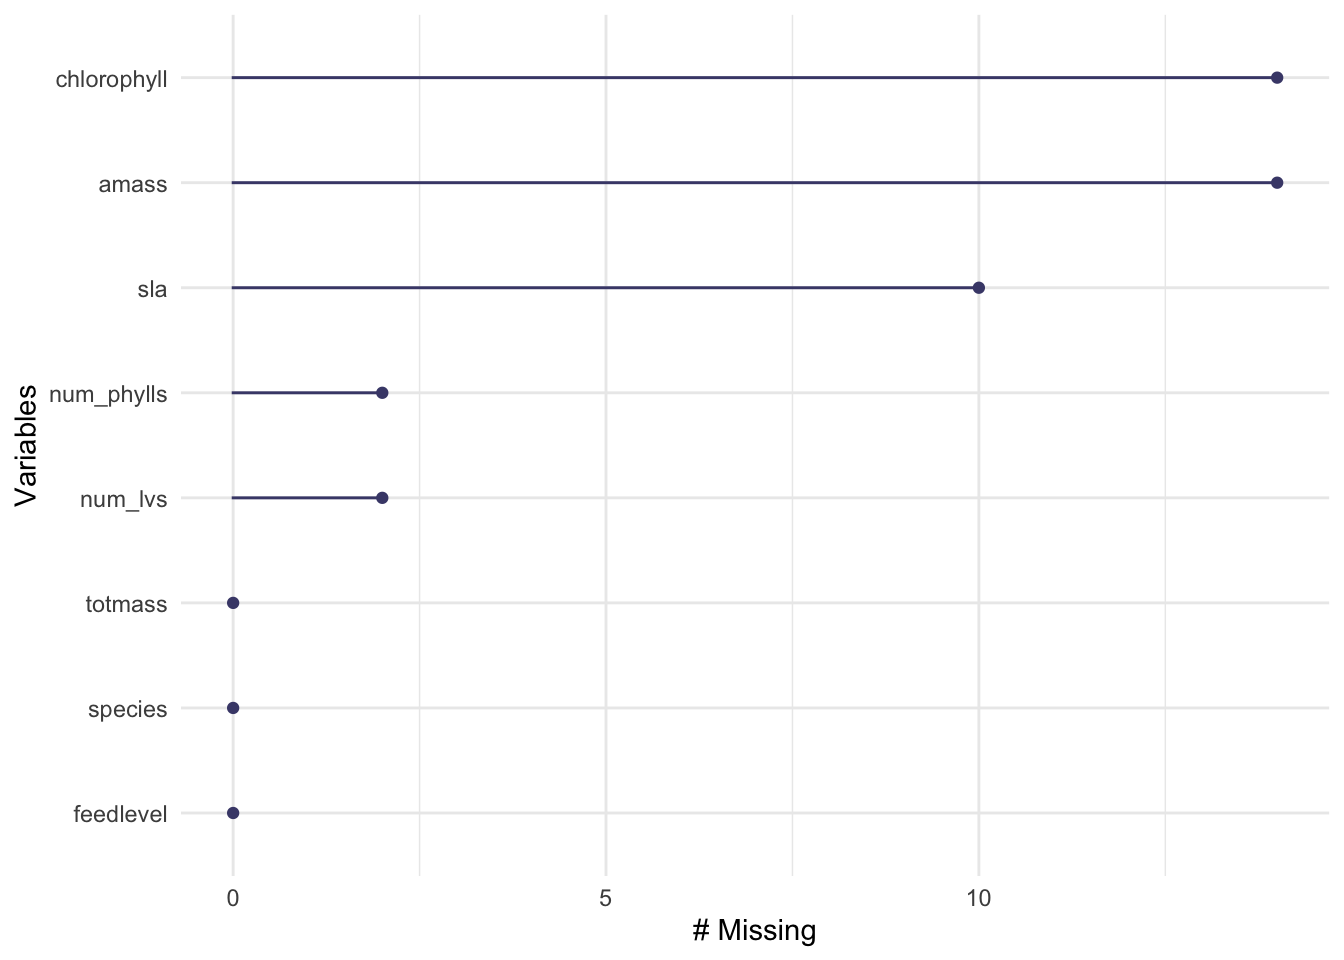 chlorophyll
amass
sla
num_phylls
num_lvs
totmass
species
feedlevel
Variables
0 5 10
# Missing